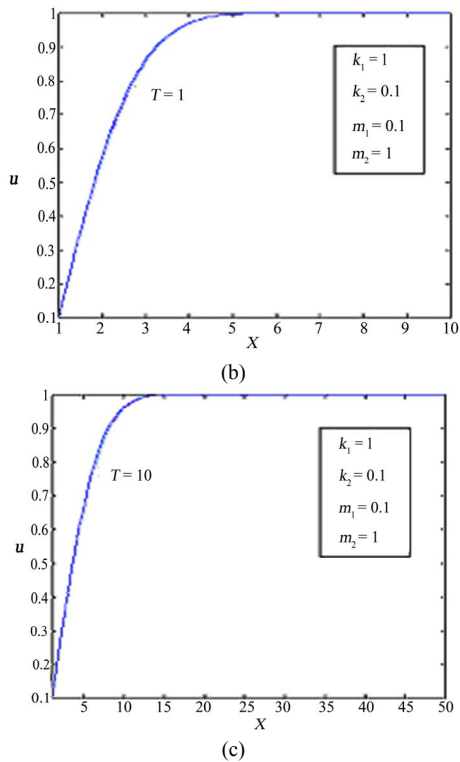 1
0.9
0.8
0.7
0.6
0.5
0.4
0.3
0.2
0.1
u
T = 1
k₁ = 1
k₂ = 0.1
m₁ = 0.1
m₂ = 1
1 2 3 4 5 6 7 8 9 10
X
(b)
1
0.9
0.8
0.7
0.6
0.5
0.4
0.3
0.2
0.1
u
T = 10
k₁ = 1
k₂ = 0.1
m₁ = 0.1
m₂ = 1
5 10 15 20 25 30 35 40 45 50
X
(c)